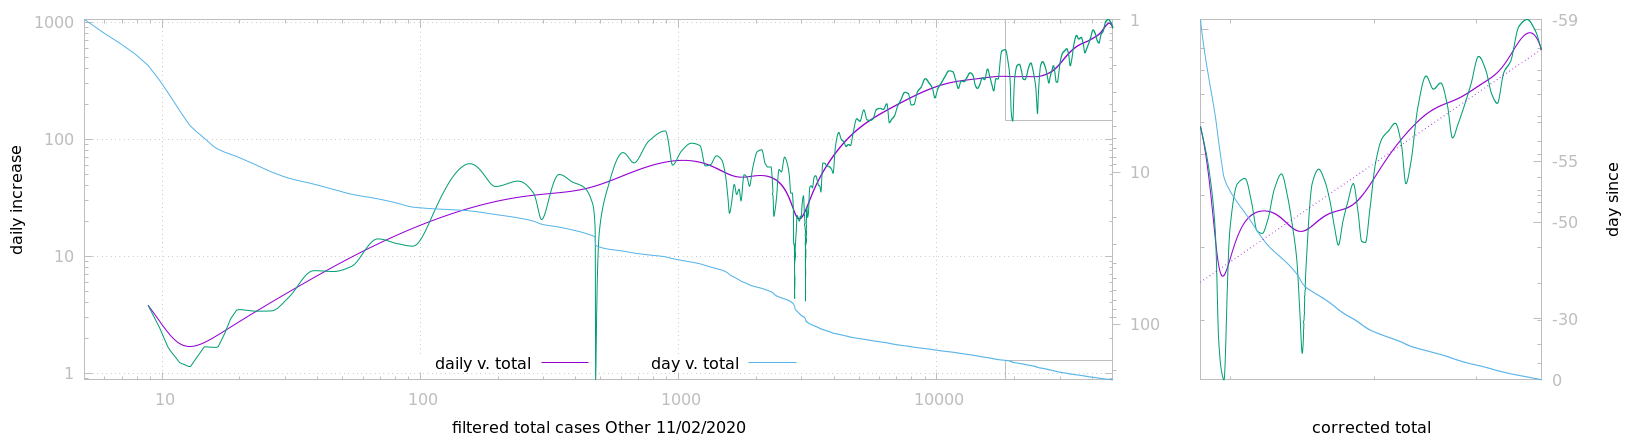 1000
100
10
1
daily increase
10
100
1000
10000
filtered total cases Other 11/02/2020
daily v. total
day v. total
1
10
100
-59
-55
-50
-30
0
day since
corrected total